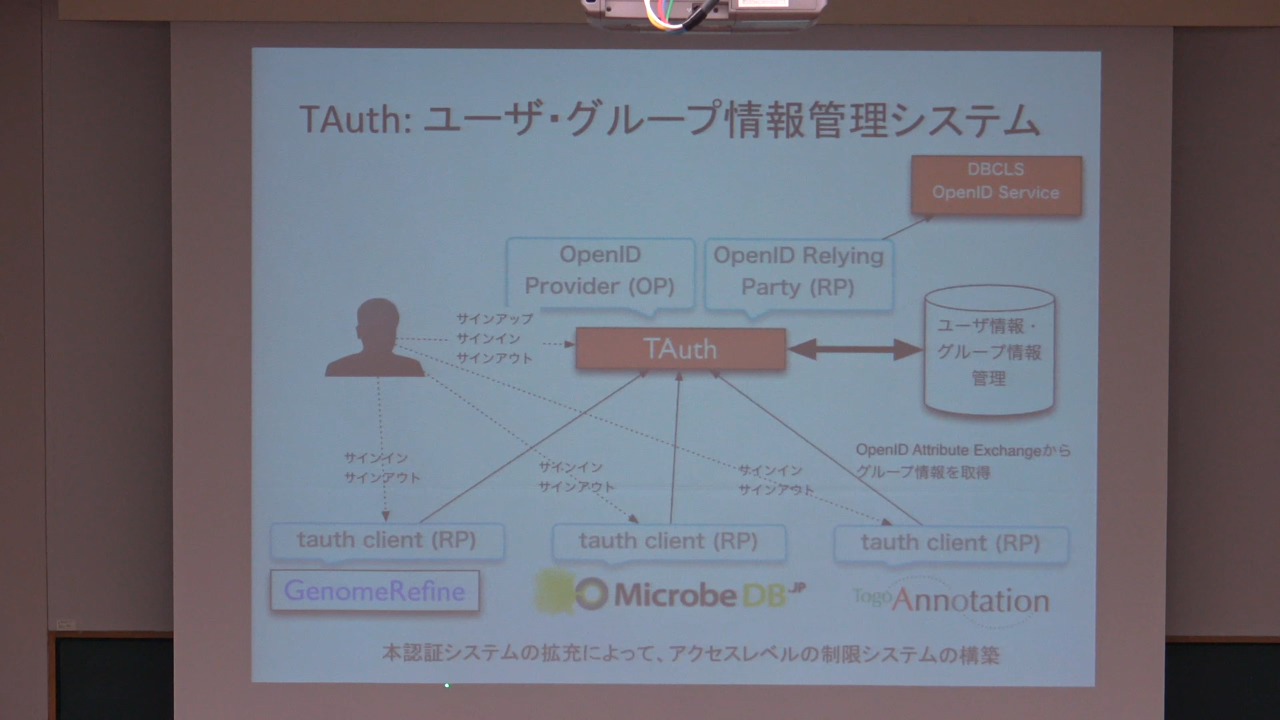 TAuth: ユーザ・グループ情報管理システム
DBCLS
OpenID Service
OpenID
Provider (OP)
OpenID Relying
Party (RP)
サインアップ
サインイン
サインアウト
TAuth
ユーザ情報・
グループ情報
管理
OpenID Attribute Exchangeから
グループ情報を取得
サインイン
サインアウト
サインイン
サインアウト
サインイン
サインアウト
tauth client (RP)
tauth client (RP)
tauth client (RP)
GenomeRefine
MicrobeDB.JP
TogoAnnotation
本認証システムの拡充によって、アクセスレベルの制限システムの構築